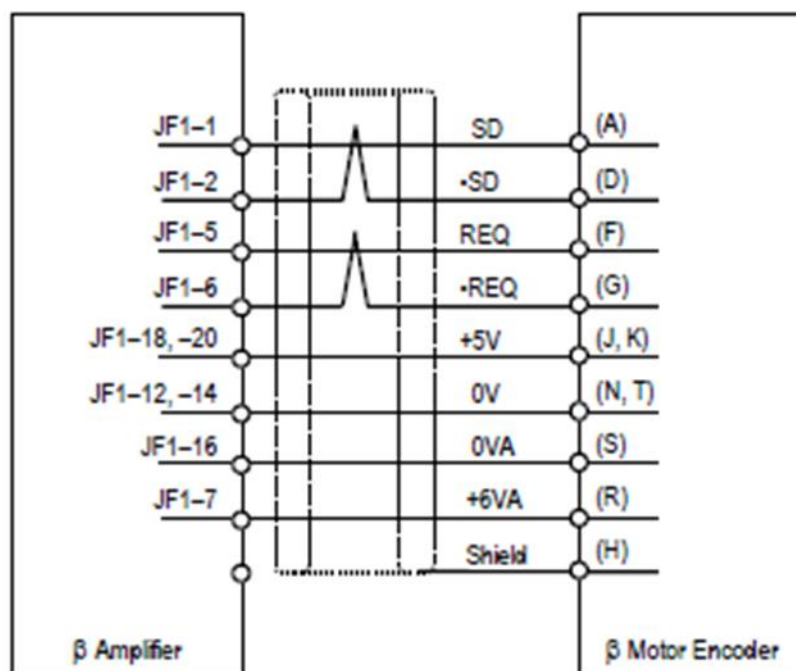 JF1–1 SD (A)
JF1–2 •SD (D)
JF1–5 REQ (F)
JF1–6 •REQ (G)
JF1–18, –20 +5V (J, K)
JF1–12, –14 0V (N, T)
JF1–16 0VA (S)
JF1–7 +6VA (R)
Shield (H)
β Amplifier β Motor Encoder